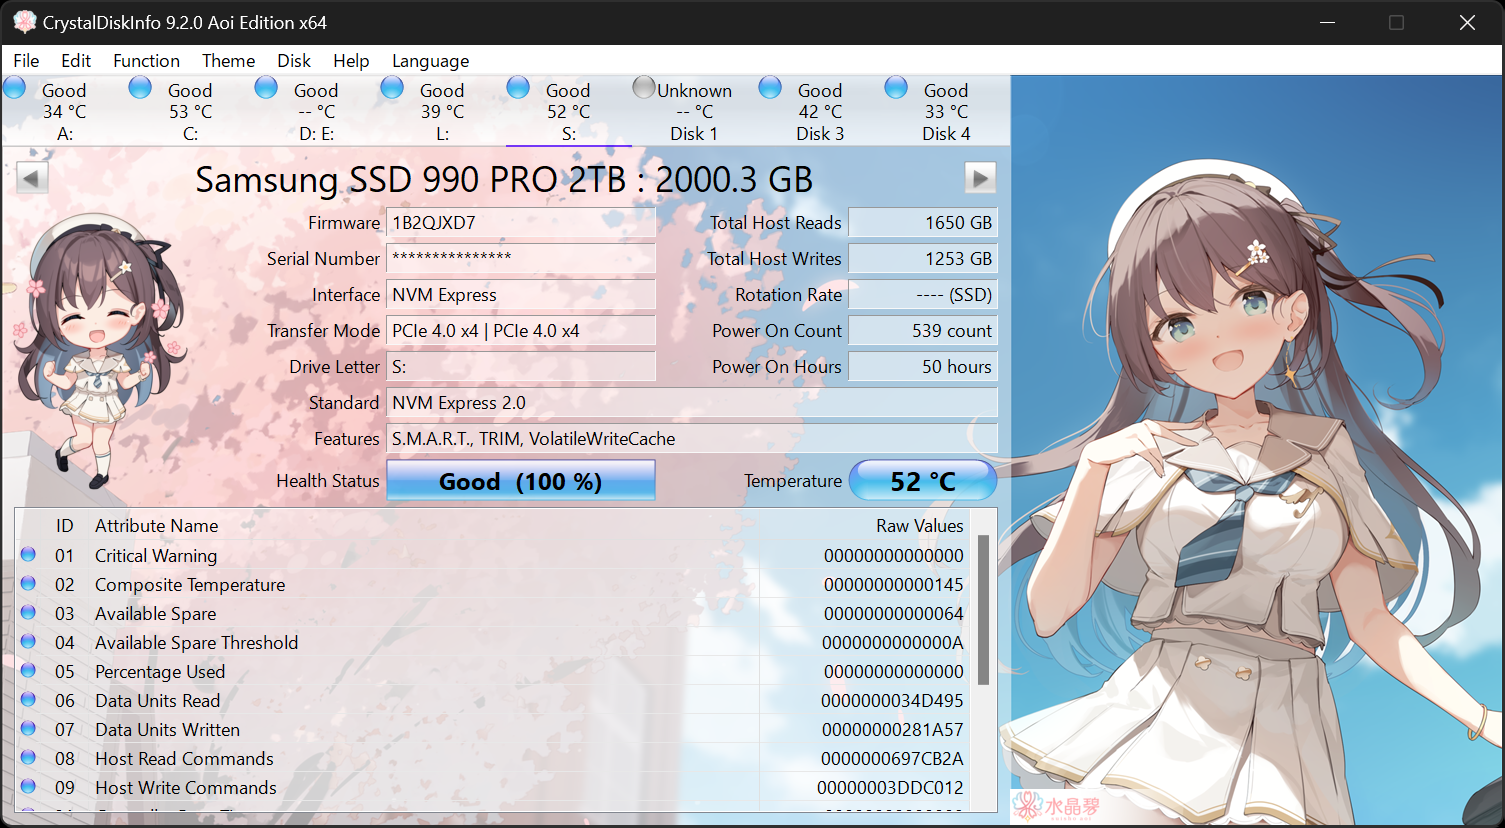 CrystalDiskInfo 9.2.0 Aoi Edition x64
File Edit Function Theme Disk Help Language
Good Good Good Good Good Unknown Good Good
34 °C 53 °C -- °C 39 °C 52 °C -- °C 42 °C 33 °C
A: C: D: E: L: S: Disk 1 Disk 3 Disk 4
Samsung SSD 990 PRO 2TB : 2000.3 GB
Firmware 1B2QJXD7 Total Host Reads 1650 GB
Serial Number *************** Total Host Writes 1253 GB
Interface NVM Express Rotation Rate ---- (SSD)
Transfer Mode PCIe 4.0 x4 | PCIe 4.0 x4 Power On Count 539 count
Drive Letter S: Power On Hours 50 hours
Standard NVM Express 2.0
Features S.M.A.R.T., TRIM, VolatileWriteCache
Health Status Good (100 %) Temperature 52 °C
ID Attribute Name Raw Values
01 Critical Warning 00000000000000
02 Composite Temperature 00000000000145
03 Available Spare 00000000000064
04 Available Spare Threshold 0000000000000A
05 Percentage Used 00000000000000
06 Data Units Read 0000000034D495
07 Data Units Written 00000000281A57
08 Host Read Commands 0000000697CB2A
09 Host Write Commands 00000003DDC012
水晶碧